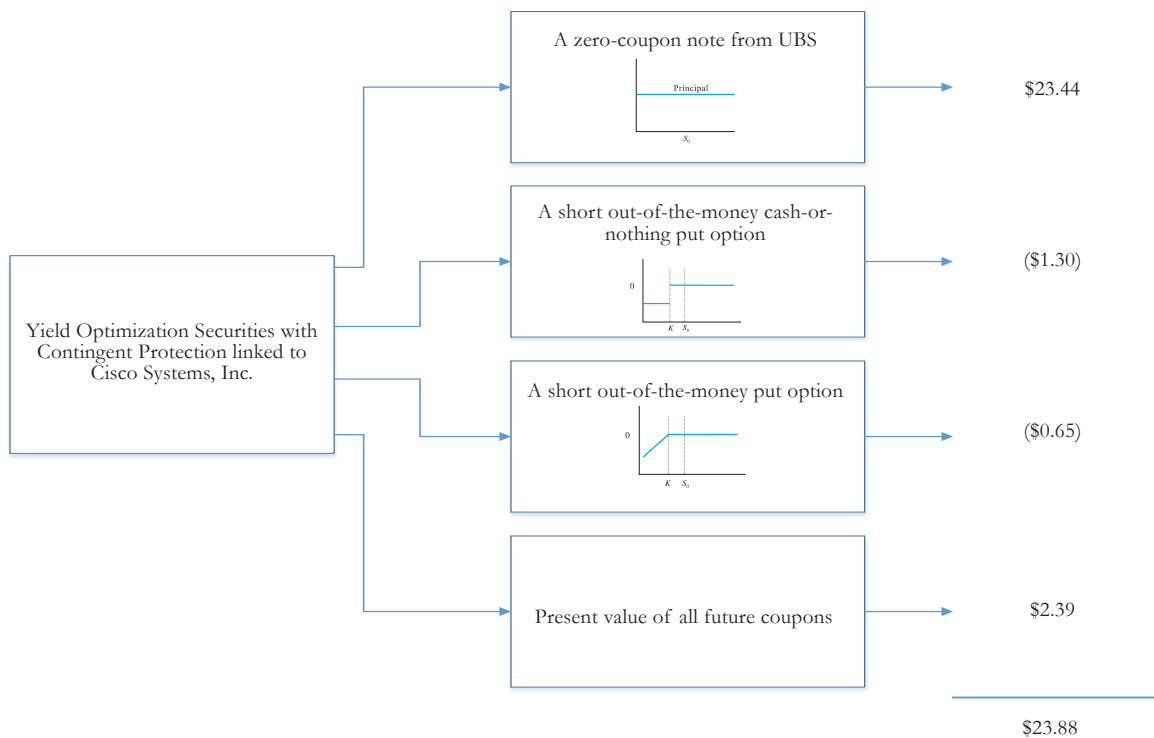 A zero-coupon note from UBS
Principal
S₀
$23.44
A short out-of-the-money cash-or-
nothing put option
0
K S₀
($1.30)
Yield Optimization Securities with
Contingent Protection linked to
Cisco Systems, Inc.
A short out-of-the-money put option
0
K S₀
($0.65)
Present value of all future coupons
$2.39
$23.88